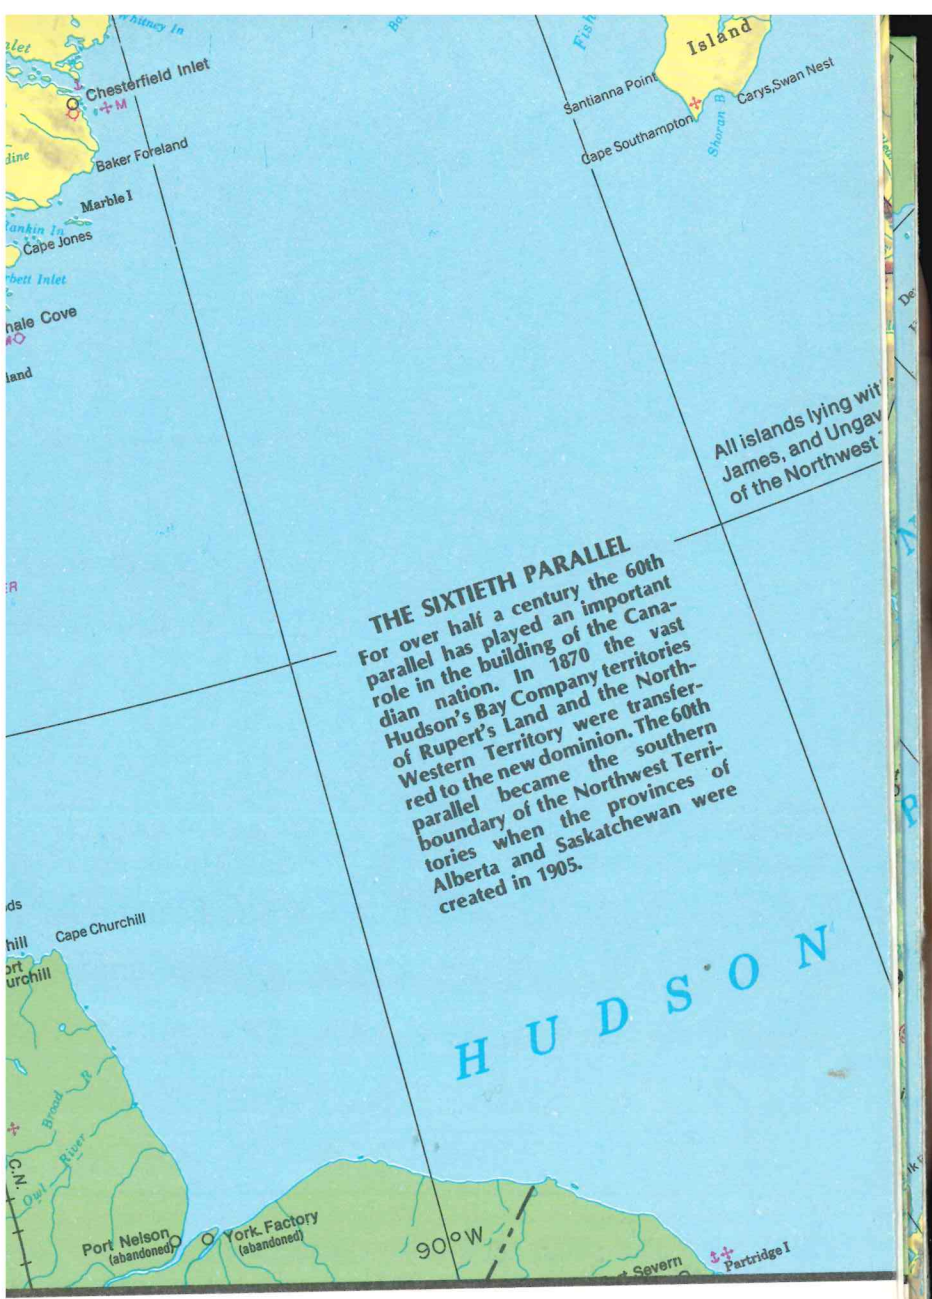 Whitney In
Chesterfield Inlet
M
Baker Foreland
Marble I
Cape Jones
Cove
Island
Santianna Point
Carys,Swan Nest
Cape Southampton
Shoran B
All islands lying
James, and
of the Northwest
THE SIXTIETH PARALLEL
For over half a century the 60th
parallel has played an important
role in the building of the Cana-
dian nation. In 1870 the vast
Hudson's Bay Company territories
of Rupert's Land and the North-
Western Territory were transfer-
red to the new dominion. The 60th
parallel became the southern
boundary of the Northwest Terri-
tories when the provinces of
Alberta and Saskatchewan were
created in 1905.
Cape Churchill
HUDSON
Broad R
Owl River
C.N.
Port Nelson
(abandoned)
York Factory
(abandoned)
90°W
Severn
Partridge I